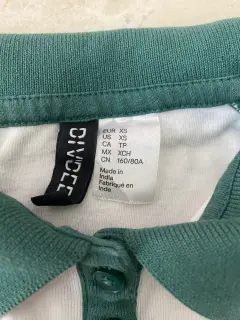 DIVIDED
EUR XS
US XS
CA TP
MX XCH
CN 160/80A
Made in
India
Fabriqué en
Inde